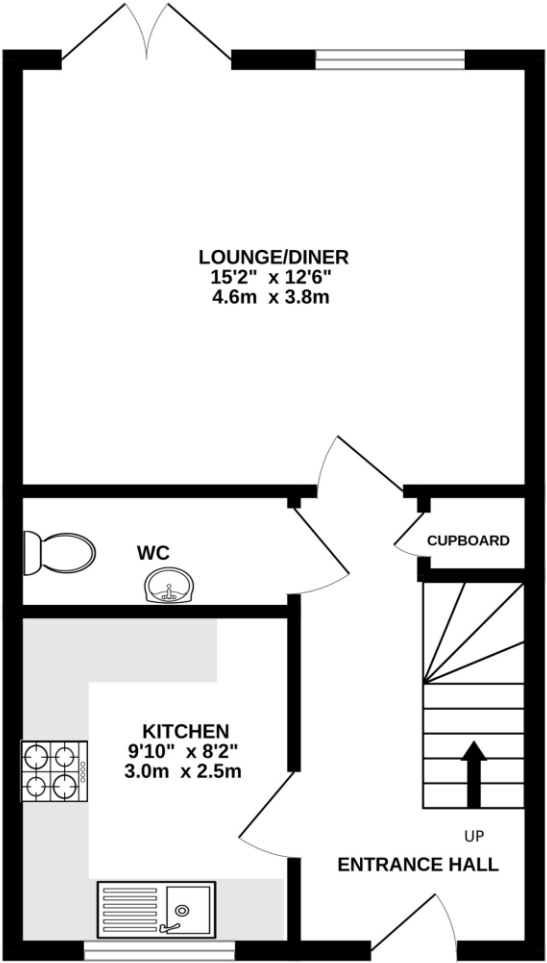 LOUNGE/DINER
15'2" x 12'6"
4.6m x 3.8m
CUPBOARD
WC
KITCHEN
9'10" x 8'2"
3.0m x 2.5m
UP
ENTRANCE HALL